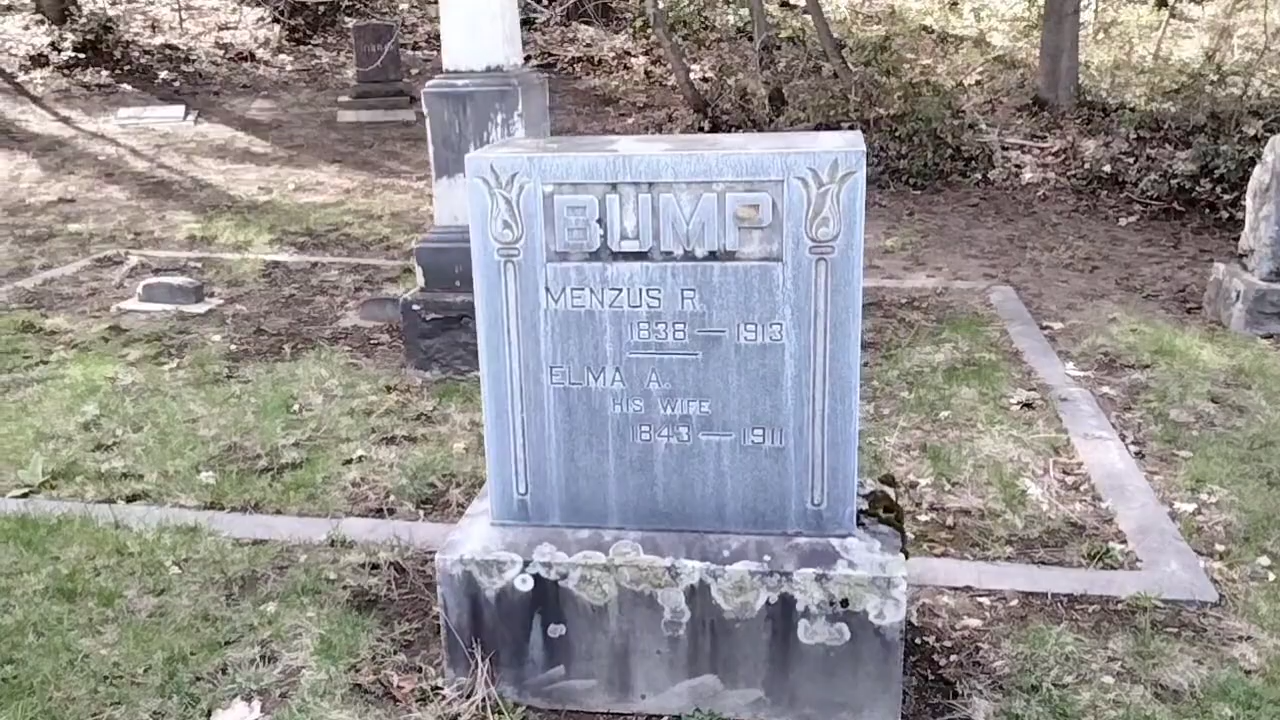 BUMP
MENZUS R.
1838 — 1913
ELMA A.
HIS WIFE
1843 — 1911